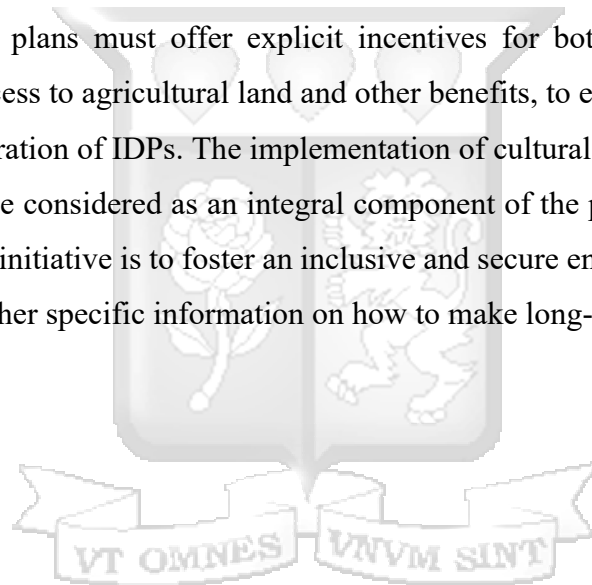 plans must offer explicit incentives for bot
cess to agricultural land and other benefits, to e
ration of IDPs. The implementation of cultural
e considered as an integral component of the p
initiative is to foster an inclusive and secure en
her specific information on how to make long-
VT OMNES VNVM SINT